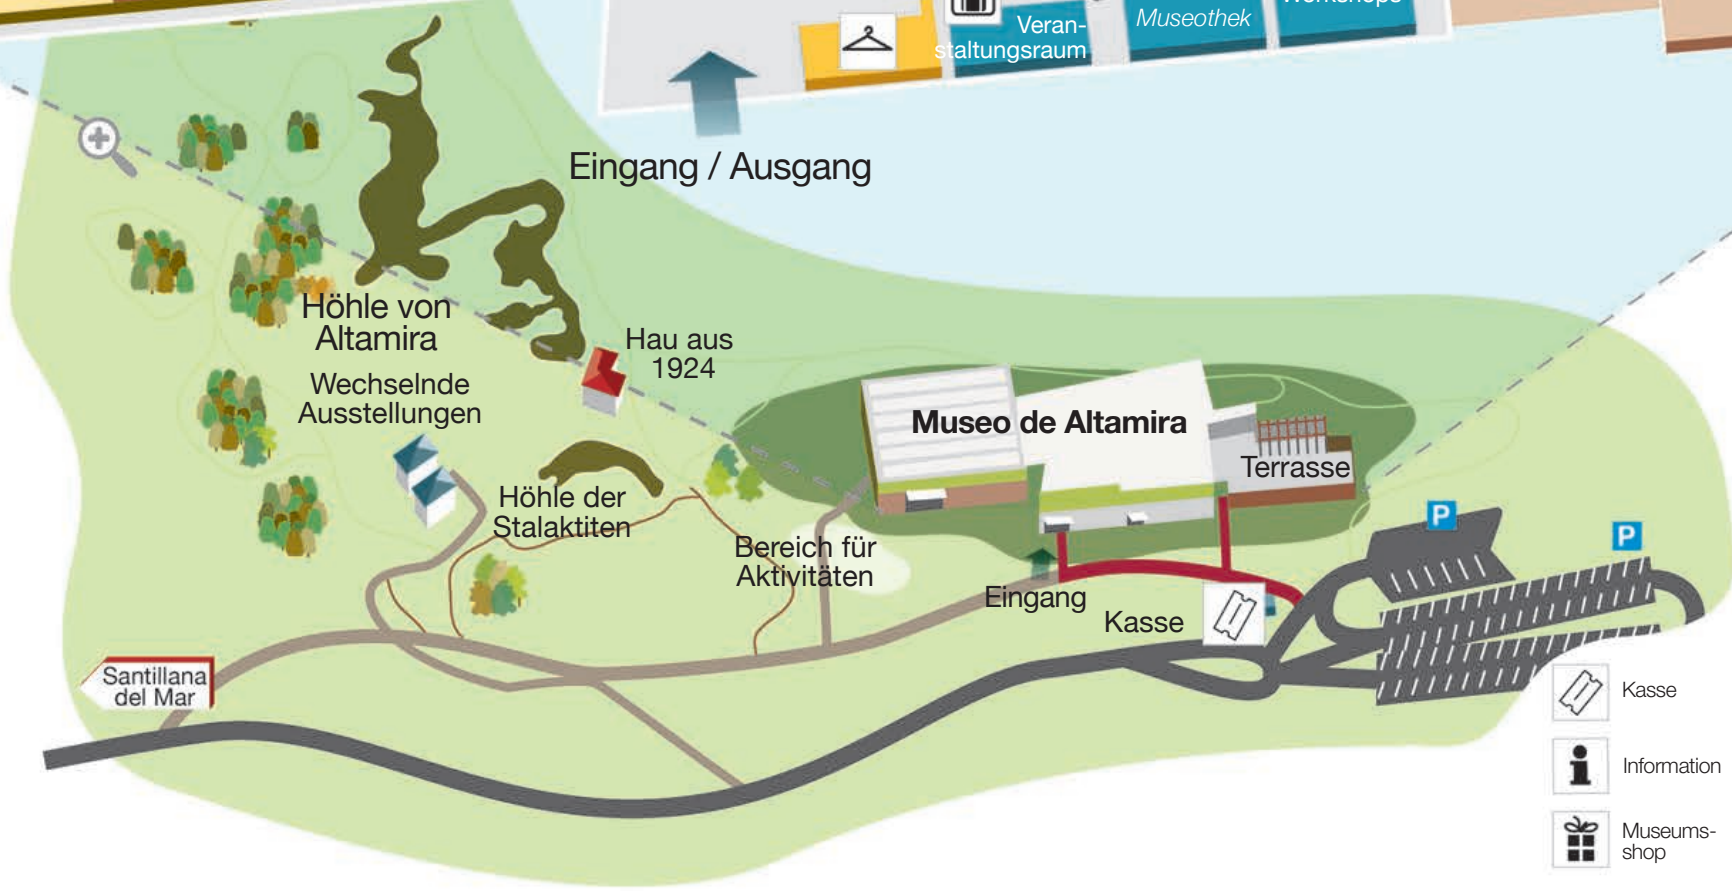 Veran-
staltungsraum
Museothek
Workshops
Eingang / Ausgang
Höhle von
Altamira
Hau aus
1924
Wechselnde
Ausstellungen
Museo de Altamira
Terrasse
Höhle der
Stalaktiten
Bereich für
Aktivitäten
P
P
Eingang
Kasse
Santillana
del Mar
Kasse
Information
Museums-
shop